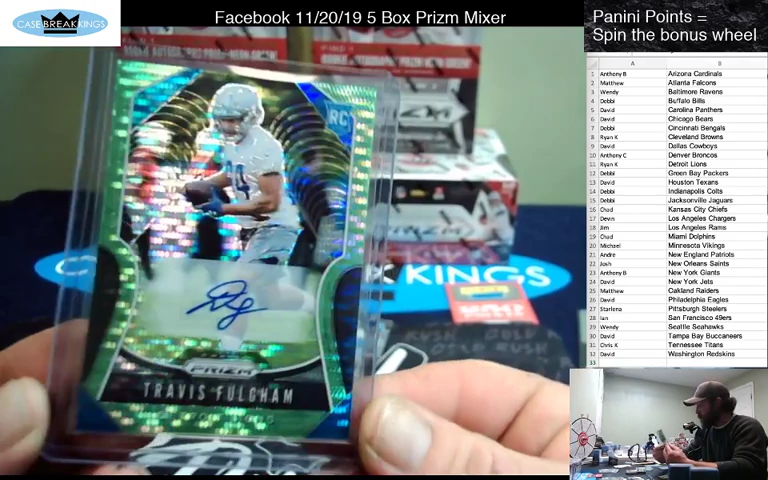 CASE BREAK KINGS
Facebook 11/20/19 5 Box Prizm Mixer
Panini Points =
Spin the bonus wheel
A B
1 Anthony B Arizona Cardinals
2 Matthew Atlanta Falcons
3 Wendy Baltimore Ravens
4 Debbi Buffalo Bills
5 David Carolina Panthers
6 David Chicago Bears
7 Debbi Cincinnati Bengals
8 Ryan K Cleveland Browns
9 David Dallas Cowboys
10 Anthony C Denver Broncos
11 Ryan K Detroit Lions
12 Debbi Green Bay Packers
13 David Houston Texans
14 Debbi Indianapolis Colts
15 Debbi Jacksonville Jaguars
16 Chad Kansas City Chiefs
17 Devin Los Angeles Chargers
18 Jim Los Angeles Rams
19 Chad Miami Dolphins
20 Michael Minnesota Vikings
21 Andre New England Patriots
22 Josh New Orleans Saints
23 Anthony B New York Giants
24 David New York Jets
25 Matthew Oakland Raiders
26 David Philadelphia Eagles
27 Starlena Pittsburgh Steelers
28 Ian San Francisco 49ers
29 Wendy Seattle Seahawks
30 David Tampa Bay Buccaneers
31 Chris K Tennessee Titans
32 David Washington Redskins
33
RC
PRIZM
TRAVIS FULGHAM
KINGS